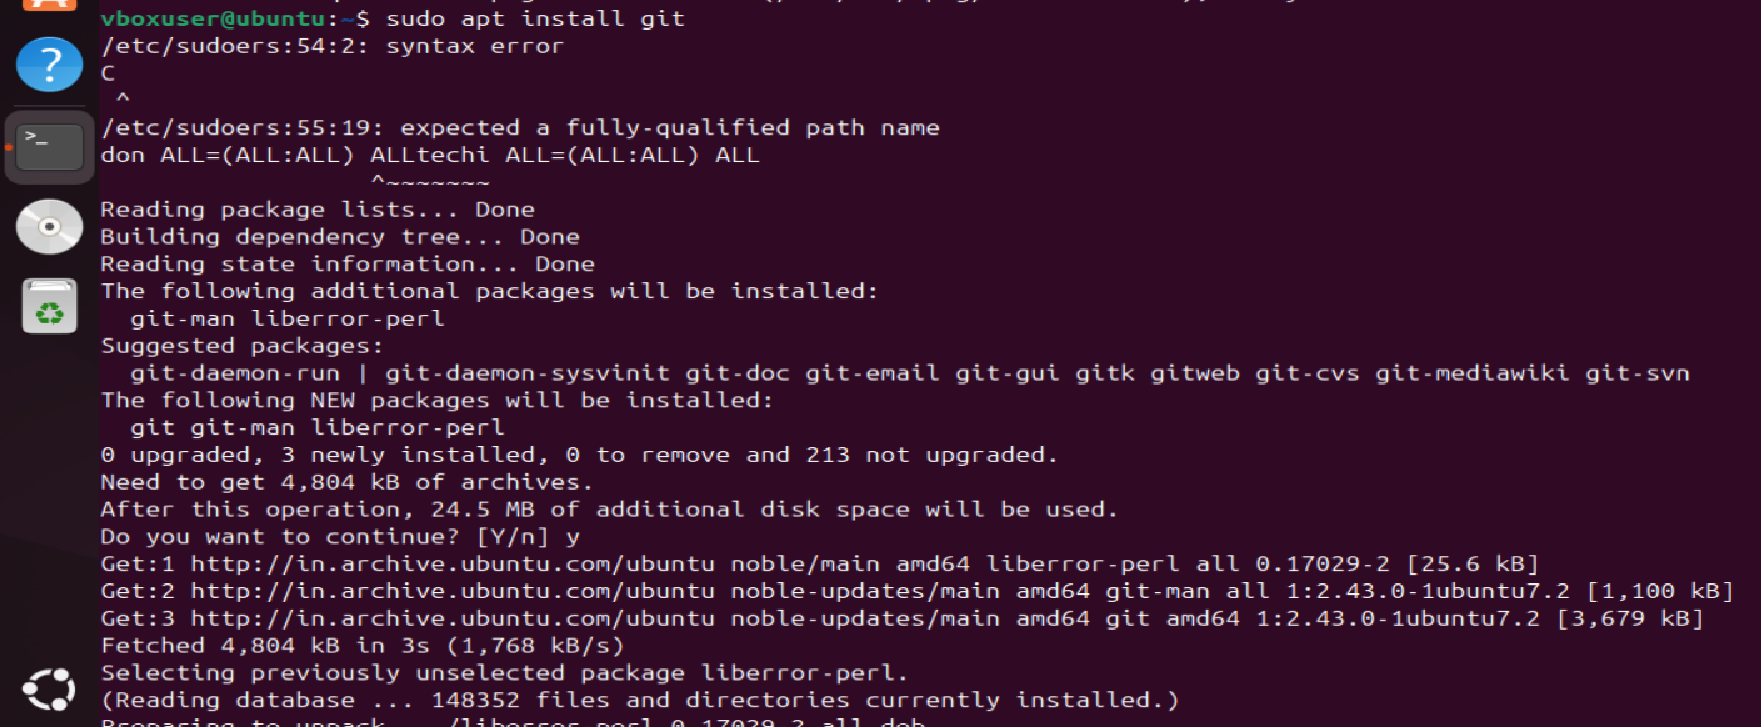 vboxuser@ubuntu:~$ sudo apt install git
/etc/sudoers:54:2: syntax error
C
 ^
/etc/sudoers:55:19: expected a fully-qualified path name
don ALL=(ALL:ALL) ALLtechi ALL=(ALL:ALL) ALL
                  ^~~~~~~~
Reading package lists... Done
Building dependency tree... Done
Reading state information... Done
The following additional packages will be installed:
  git-man liberror-perl
Suggested packages:
  git-daemon-run | git-daemon-sysvinit git-doc git-email git-gui gitk gitweb git-cvs git-mediawiki git-svn
The following NEW packages will be installed:
  git git-man liberror-perl
0 upgraded, 3 newly installed, 0 to remove and 213 not upgraded.
Need to get 4,804 kB of archives.
After this operation, 24.5 MB of additional disk space will be used.
Do you want to continue? [Y/n] y
Get:1 http://in.archive.ubuntu.com/ubuntu noble/main amd64 liberror-perl all 0.17029-2 [25.6 kB]
Get:2 http://in.archive.ubuntu.com/ubuntu noble-updates/main amd64 git-man all 1:2.43.0-1ubuntu7.2 [1,100 kB]
Get:3 http://in.archive.ubuntu.com/ubuntu noble-updates/main amd64 git amd64 1:2.43.0-1ubuntu7.2 [3,679 kB]
Fetched 4,804 kB in 3s (1,768 kB/s)
Selecting previously unselected package liberror-perl.
(Reading database ... 148352 files and directories currently installed.)
Preparing to unpack .../liberror-perl_0.17029-2_all.deb